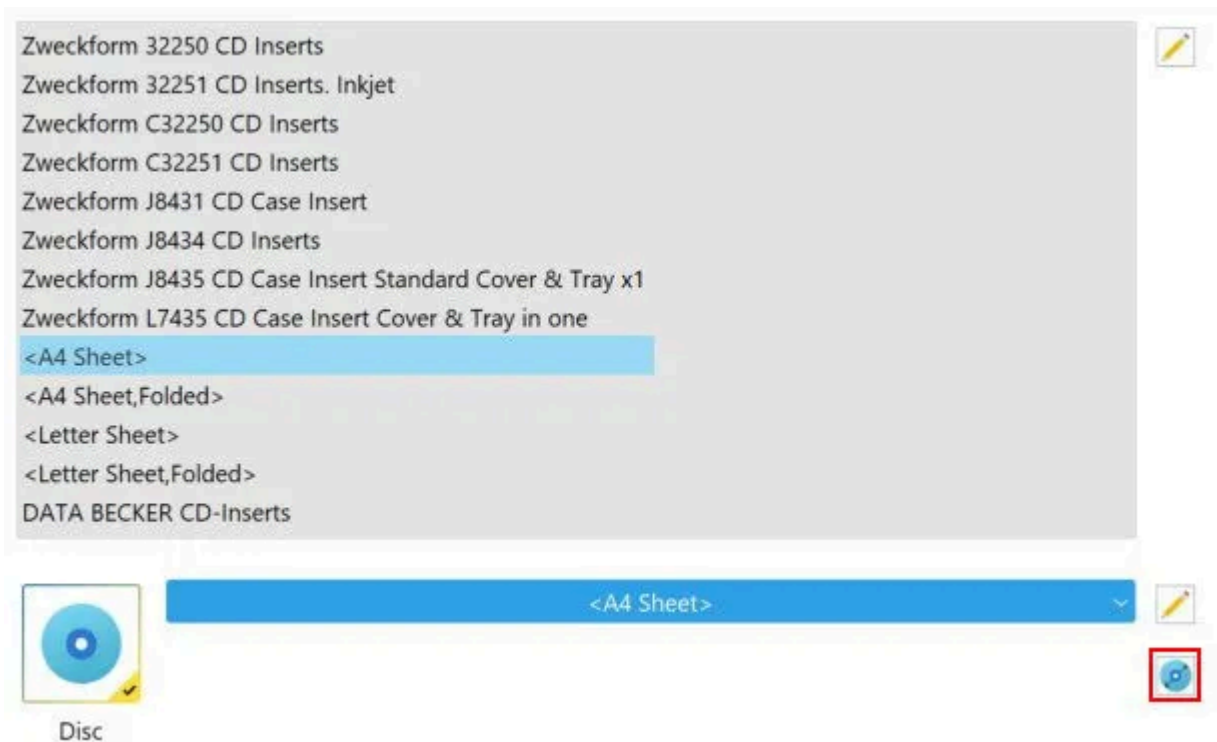 Zweckform 32250 CD Inserts
Zweckform 32251 CD Inserts. Inkjet
Zweckform C32250 CD Inserts
Zweckform C32251 CD Inserts
Zweckform J8431 CD Case Insert
Zweckform J8434 CD Inserts
Zweckform J8435 CD Case Insert Standard Cover & Tray x1
Zweckform L7435 CD Case Insert Cover & Tray in one
<A4 Sheet>
<A4 Sheet,Folded>
<Letter Sheet>
<Letter Sheet,Folded>
DATA BECKER CD-Inserts
<A4 Sheet>
Disc